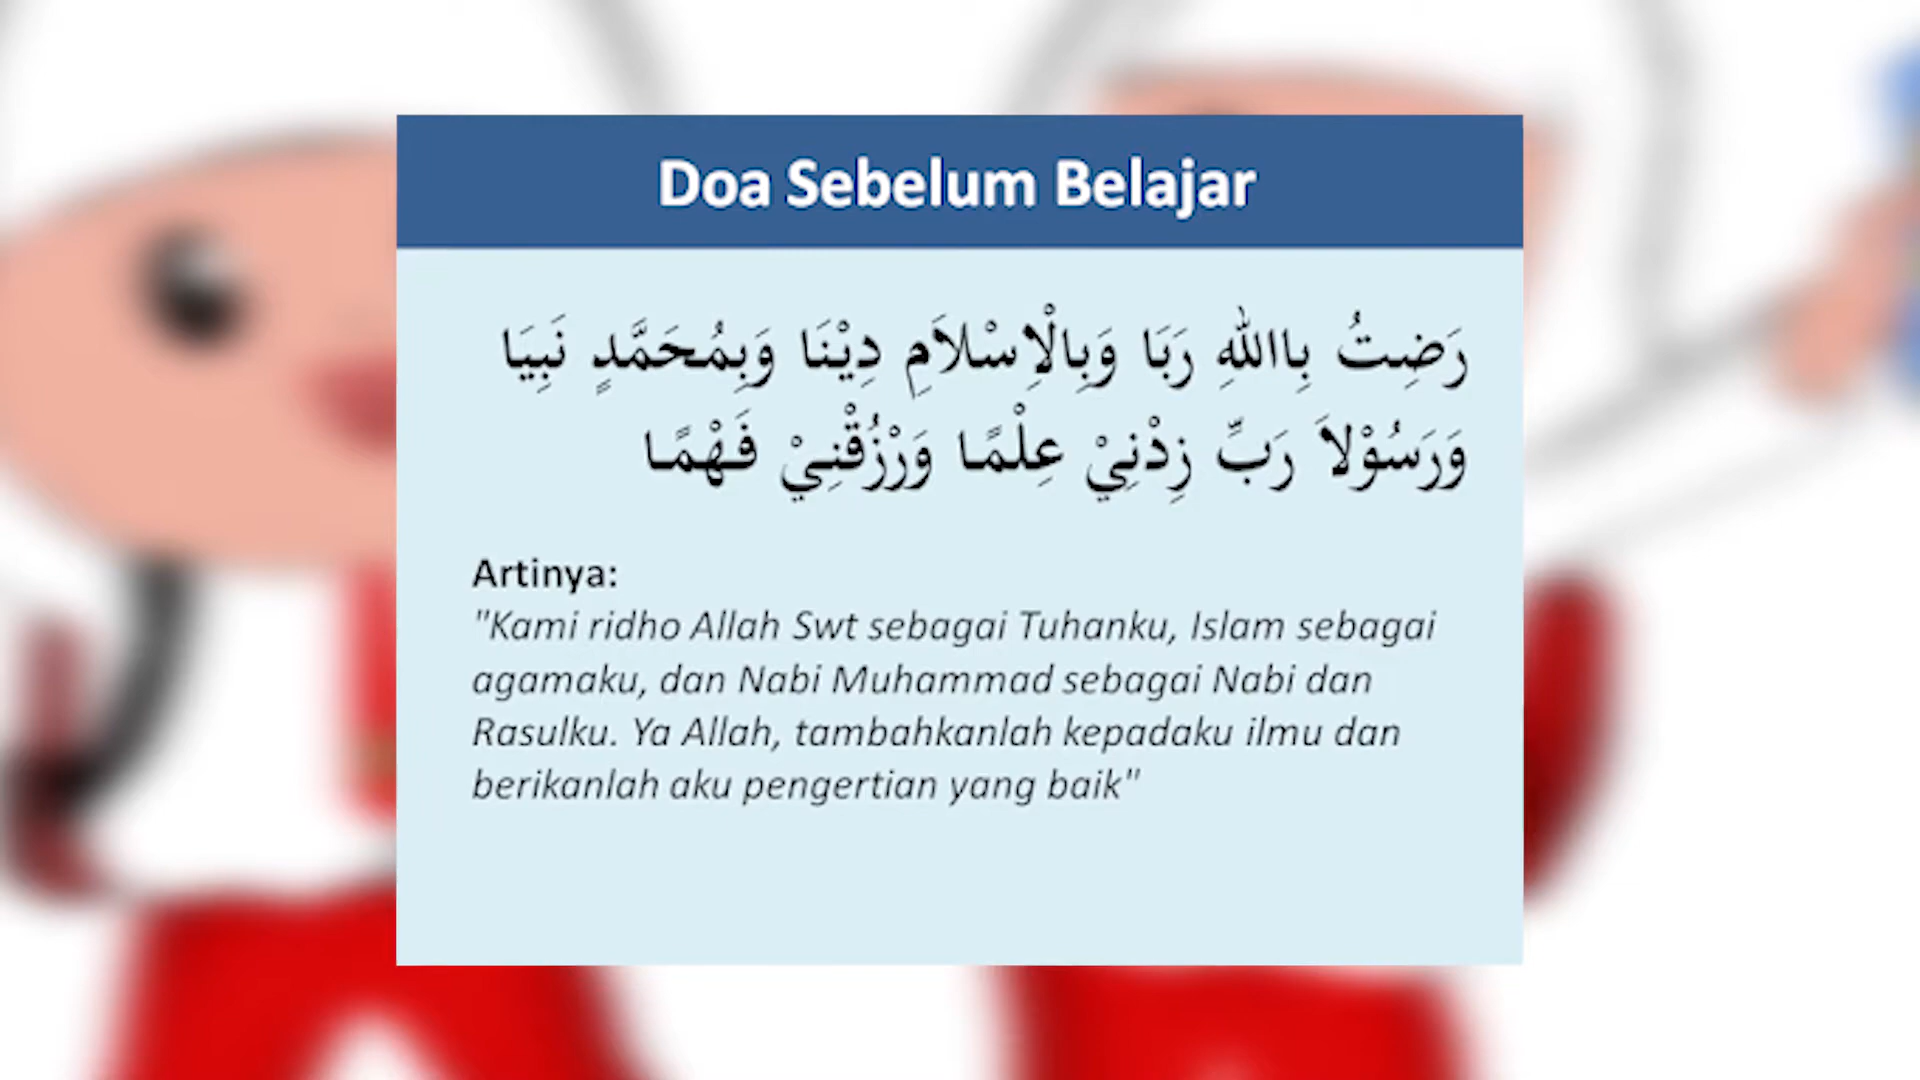 Doa Sebelum Belajar
رَضِتُ بِااللهِ رَبَا وَبِالْاِسْلاَمِ دِيْنَا وَبِمُحَمَّدٍ نَبِيَا
وَرَسُوْلاَ رَبِّ زِدْنِيْ عِلْمًا وَرْزُقْنِيْ فَهْمًا
Artinya:
"Kami ridho Allah Swt sebagai Tuhanku, Islam sebagai
agamaku, dan Nabi Muhammad sebagai Nabi dan
Rasulku. Ya Allah, tambahkanlah kepadaku ilmu dan
berikanlah aku pengertian yang baik"